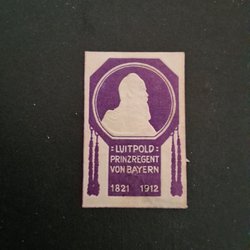 : LUITPOLD :
PRINZREGENT
VON BAYERN
1821 1912